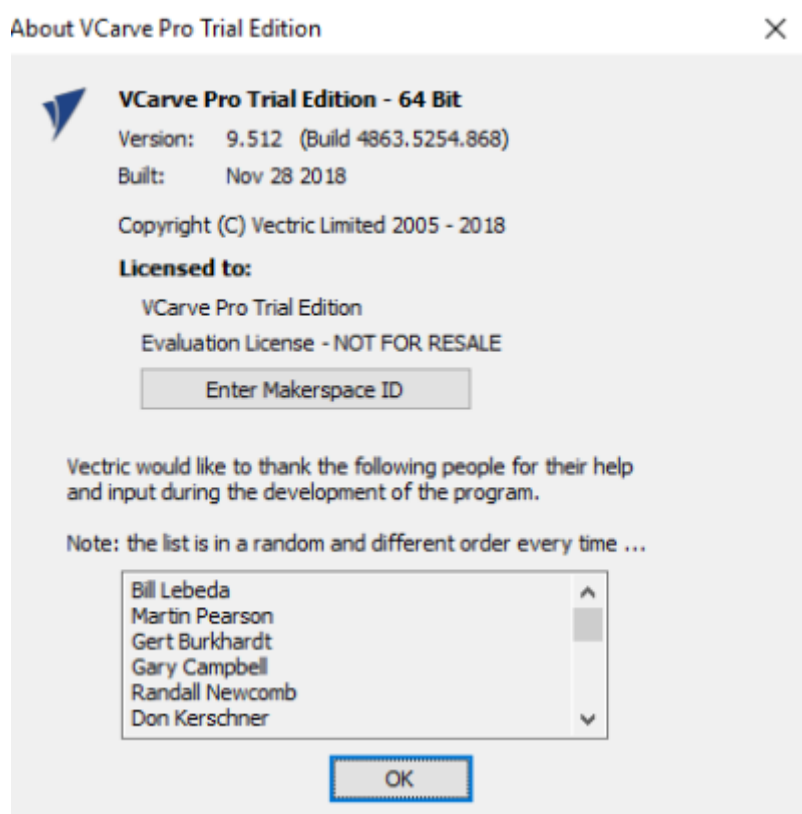 About VCarve Pro Trial Edition
VCarve Pro Trial Edition - 64 Bit
Version: 9.512 (Build 4863.5254.868)
Built: Nov 28 2018
Copyright (C) Vectric Limited 2005 - 2018
Licensed to:
VCarve Pro Trial Edition
Evaluation License - NOT FOR RESALE
Enter Makerspace ID
Vectric would like to thank the following people for their help
and input during the development of the program.
Note: the list is in a random and different order every time ...
Bill Lebeda
Martin Pearson
Gert Burkhardt
Gary Campbell
Randall Newcomb
Don Kerschner
OK